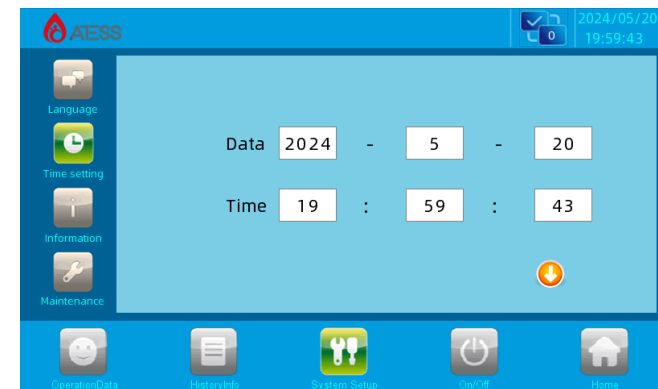 ATESS
0
2024/05/20
19:59:43
Language
Time setting
Information
Maintenance
Data 2024 - 5 - 20
Time 19 : 59 : 43
OperationData
HistoryInfo
System Setup
On/Off
Home